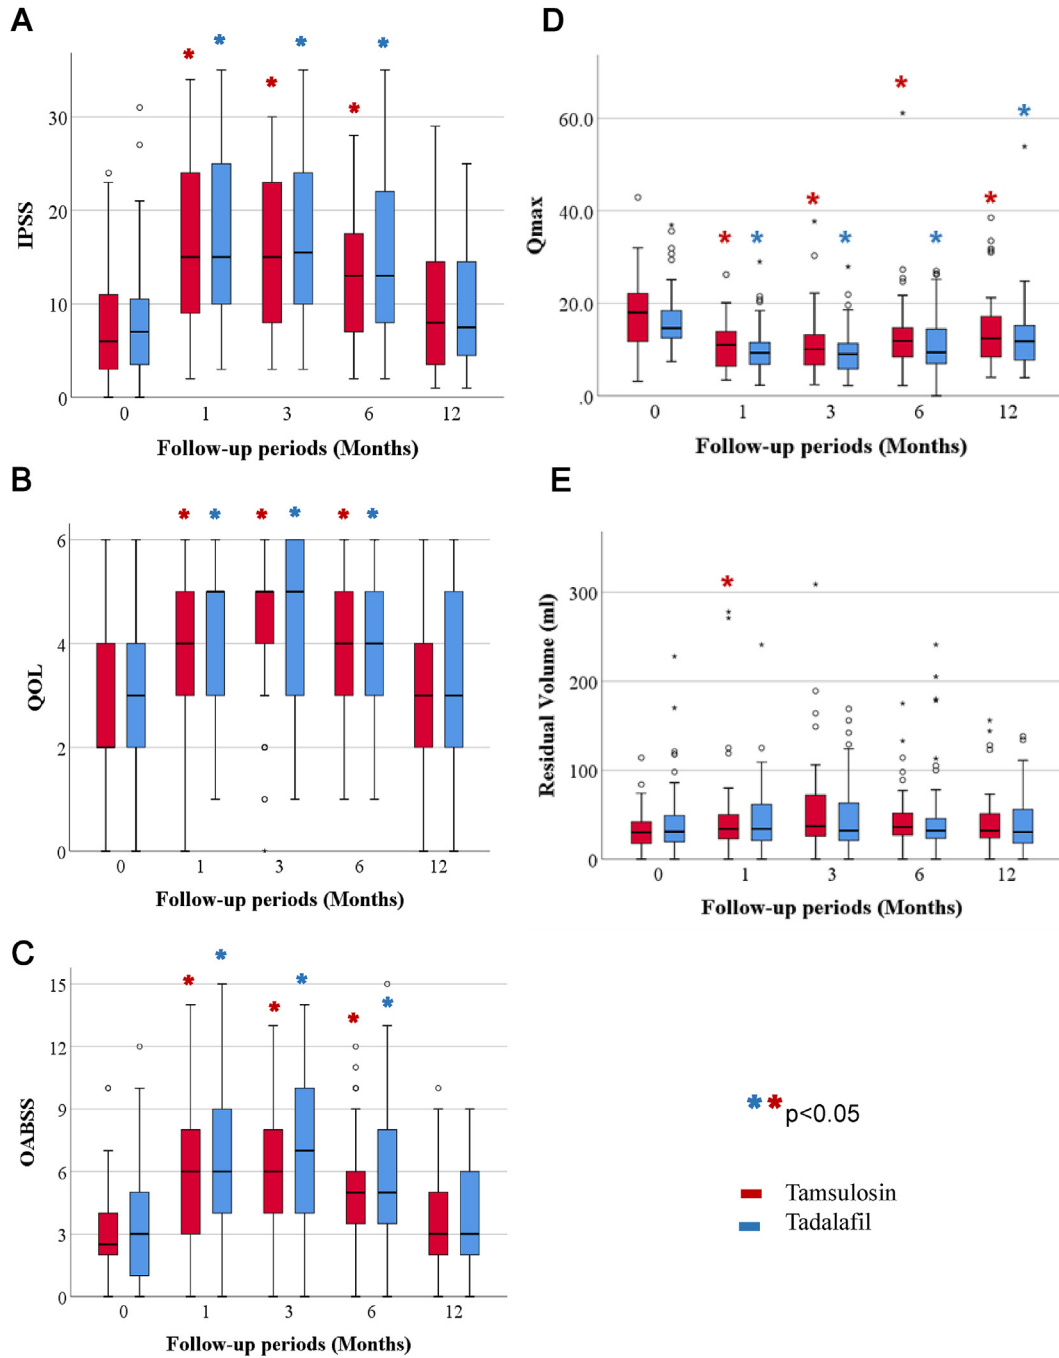 A
IPSS
30
20
10
0
0 1 3 6 12
Follow-up periods (Months)
B
QOL
6
4
2
0
0 1 3 6 12
Follow-up periods (Months)
C
OABSS
15
12
9
6
3
0
0 1 3 6 12
Follow-up periods (Months)
D
Qmax
60.0
40.0
20.0
.0
0 1 3 6 12
Follow-up periods (Months)
E
Residual Volume (ml)
300
200
100
0
0 1 3 6 12
Follow-up periods (Months)
** p<0.05
Tamsulosin
Tadalafil